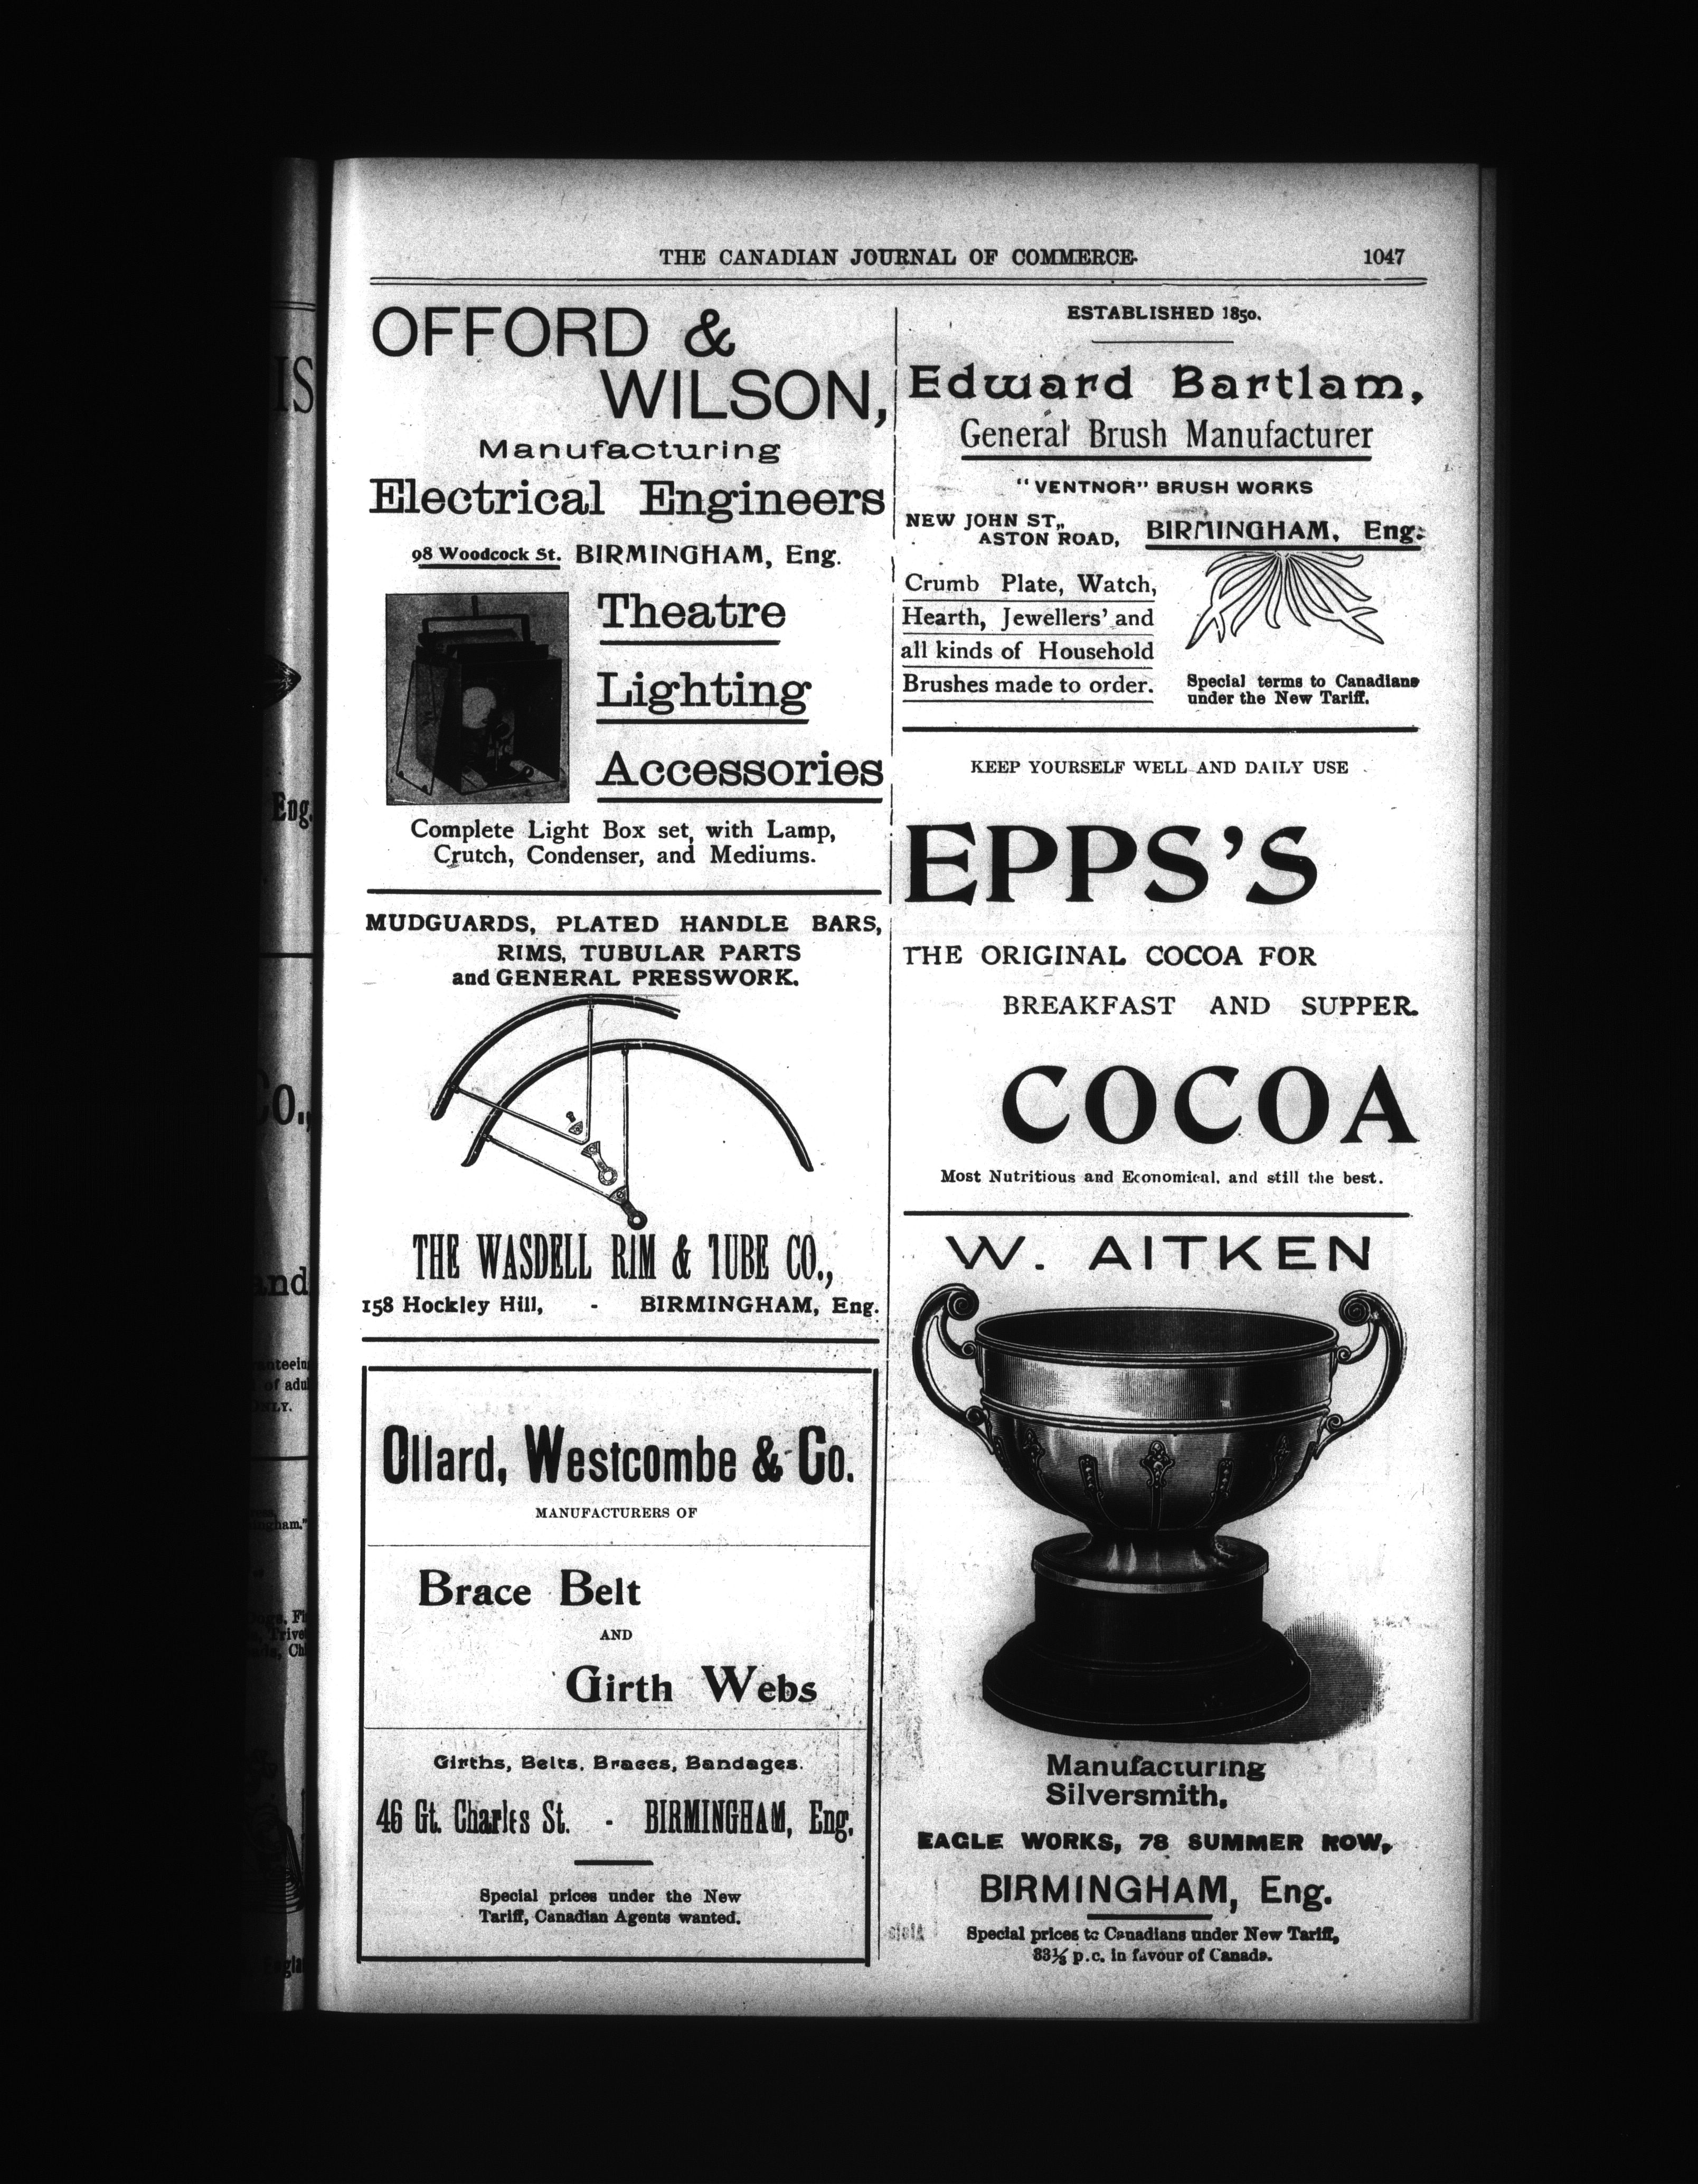 THE CANADIAN JOURNAL OF COMMERCE. 1047
OFFORD &
WILSON,
Manufacturing
Electrical Engineers
98 Woodcock St. BIRMINGHAM, Eng.
Theatre
Lighting
Accessories
Complete Light Box set, with Lamp,
Crutch, Condenser, and Mediums.
MUDGUARDS, PLATED HANDLE BARS,
RIMS, TUBULAR PARTS
and GENERAL PRESSWORK.
THE WASDELL RIM & TUBE CO.,
158 Hockley Hill, - BIRMINGHAM, Eng.
Ollard, Westcombe & Co.
MANUFACTURERS OF
Brace Belt
AND
Girth Webs
Girths, Belts, Braces, Bandages.
46 Gt. Charles St. - BIRMINGHAM, Eng.
Special prices under the New
Tariff, Canadian Agents wanted.
ESTABLISHED 1850.
Edward Bartlam,
General Brush Manufacturer
"VENTNOR" BRUSH WORKS
NEW JOHN ST.,
ASTON ROAD, BIRMINGHAM, Eng.
Crumb Plate, Watch,
Hearth, Jewellers' and
all kinds of Household
Brushes made to order.
Special terms to Canadians
under the New Tariff.
KEEP YOURSELF WELL AND DAILY USE
EPPS'S
THE ORIGINAL COCOA FOR
BREAKFAST AND SUPPER.
COCOA
Most Nutritious and Economical, and still the best.
W. AITKEN
Manufacturing
Silversmith,
EAGLE WORKS, 78 SUMMER ROW,
BIRMINGHAM, Eng.
Special prices to Canadians under New Tariff,
33⅓ p.c. in favour of Canada.